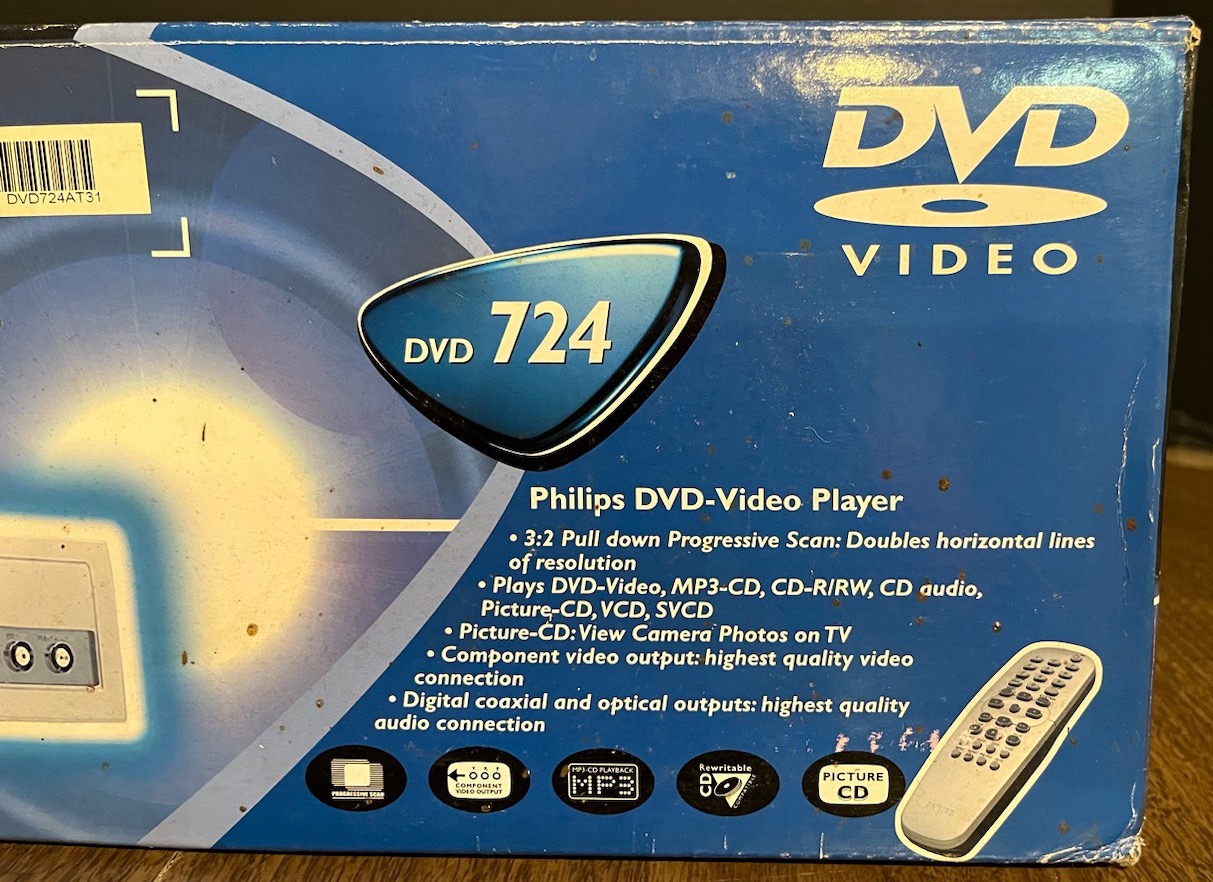 DVD
VIDEO
DVD724AT31
DVD 724
Philips DVD-Video Player
• 3:2 Pull down Progressive Scan: Doubles horizontal lines
of resolution
• Plays DVD-Video, MP3-CD, CD-R/RW, CD audio,
Picture-CD, VCD, SVCD
• Picture-CD: View Camera Photos on TV
• Component video output: highest quality video
connection
• Digital coaxial and optical outputs: highest quality
audio connection
PROGRESSIVE SCAN
COMPONENT
VIDEO OUTPUT
MP3-CD PLAYBACK
MP3
Rewritable
CD
COMPATIBLE
PICTURE
CD
PHILIPS